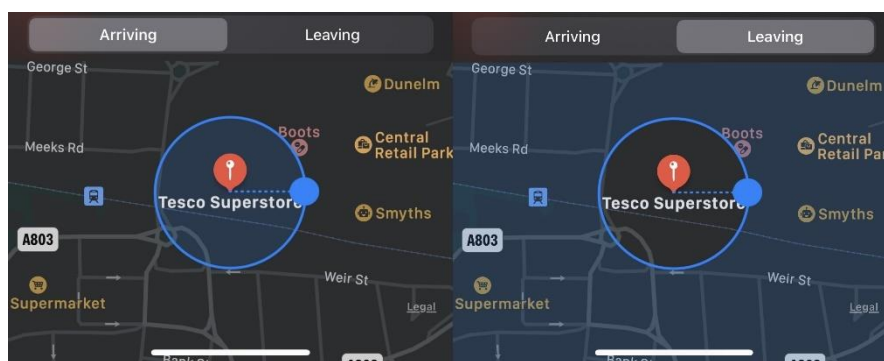 Arriving
Leaving
George St
Dunelm
Meeks Rd
Boots
Central
Retail Park
Tesco Superstore
Smyths
A803
Weir St
Supermarket
Legal
Arriving
Leaving
George St
Dunelm
Meeks Rd
Boots
Central
Retail Par
Tesco Superstore
Smyths
A803
Weir St
Supermarket
Legal